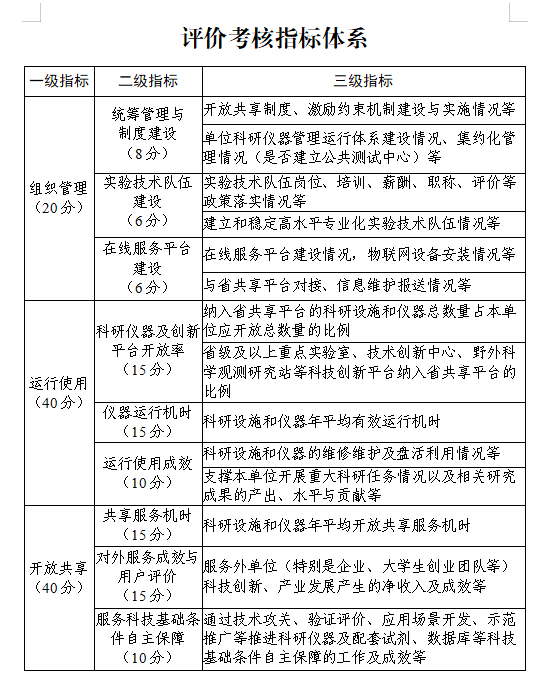 评价考核指标体系
一级指标
二级指标
三级指标
组织管理
（20分）
统筹管理与
制度建设
（8分）
开放共享制度、激励约束机制建设与实施情况等
单位科研仪器管理运行体系建设情况、集约化管
理情况（是否建立公共测试中心）等
实验技术队伍
建设
（6分）
实验技术队伍岗位、培训、薪酬、职称、评价等
政策落实情况等
建立和稳定高水平专业化实验技术队伍情况等
在线服务平台
建设
（6分）
在线服务平台建设情况，物联网设备安装情况等
与省共享平台对接、信息维护报送情况等
运行使用
（40分）
科研仪器及创新
平台开放率
（15分）
纳入省共享平台的科研设施和仪器总数量占本单
位应开放总数量的比例
省级及以上重点实验室、技术创新中心、野外科
学观测研究站等科技创新平台纳入省共享平台的
比例
仪器运行机时
（15分）
科研设施和仪器年平均有效运行机时
运行使用成效
（10分）
科研设施和仪器的维修维护及盘活利用情况等
支撑本单位开展重大科研任务情况以及相关研究
成果的产出、水平与贡献等
开放共享
（40分）
共享服务机时
（15分）
科研设施和仪器年平均开放共享服务机时
对外服务成效与
用户评价
（15分）
服务外单位（特别是企业、大学生创业团队等）
科技创新、产业发展产生的净收入及成效等
服务科技基础条
件自主保障
（10分）
通过技术攻关、验证评价、应用场景开发、示范
推广等推进科研仪器及配套试剂、数据库等科技
基础条件自主保障的工作及成效等